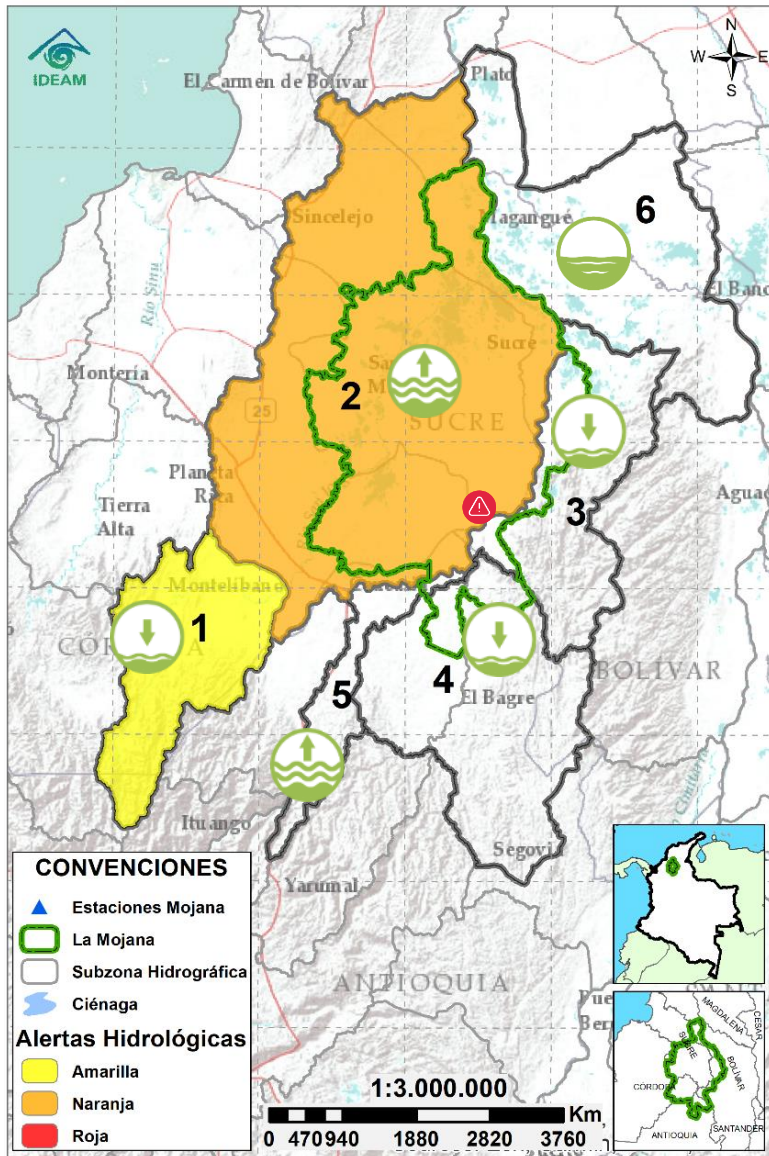 IDEAM
N
W E
S
El Carmen de Bolívar
Plato
Sincelejo
6
Río Sinú
El Banc
Sucre
Montería
2
SUCRE
25
Planeta
Rica
3
Aguac
Tierra
Alta
Montelíbano
1
4
5
El Bagre
BOLÍVAR
Ituango
Segovia
Yarumal
ANTIOQUIA
CONVENCIONES
Estaciones Mojana
La Mojana
Subzona Hidrográfica
Ciénaga
Alertas Hidrológicas
Amarilla
Naranja
Roja
1:3.000.000
Km
0 470 940 1880 2820 3760
MAGDALENA
CESAR
SUCRE
BOLÍVAR
CÓRDOBA
ANTIOQUIA
SANTANDER